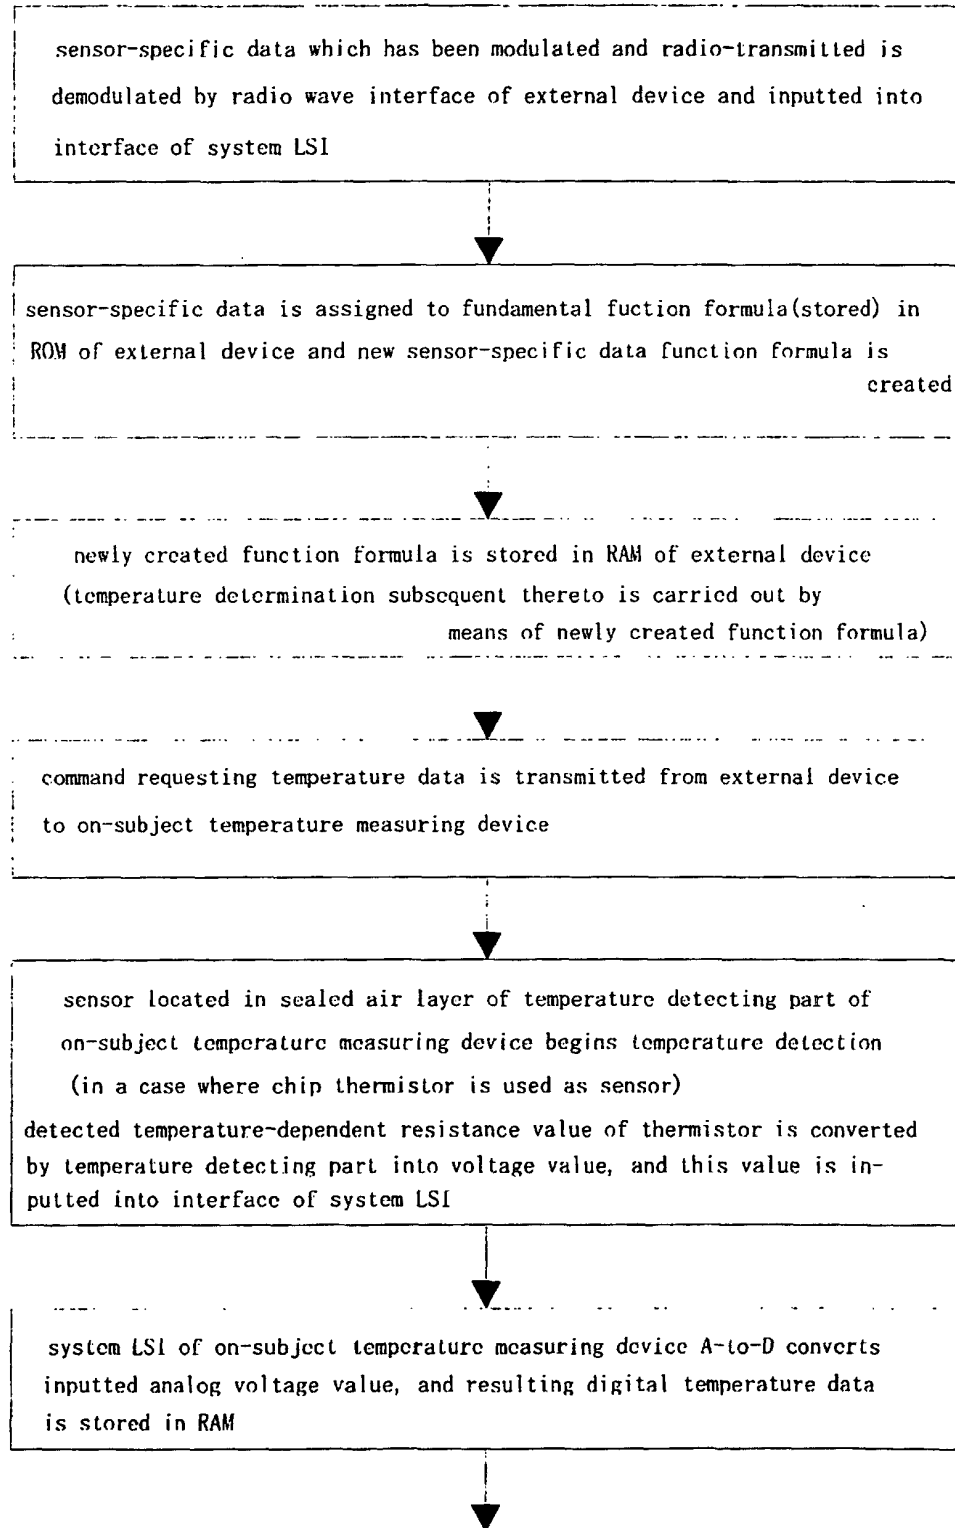 sensor-specific data which has been modulated and radio-transmitted is
demodulated by radio wave interface of external device and inputted into
interface of system LSI
sensor-specific data is assigned to fundamental fuction formula(stored) in
ROM of external device and new sensor-specific data function formula is
created
newly created function formula is stored in RAM of external device
(temperature determination subsequent thereto is carried out by
means of newly created function formula)
command requesting temperature data is transmitted from external device
to on-subject temperature measuring device
sensor located in sealed air layer of temperature detecting part of
on-subject temperature measuring device begins temperature detection
(in a case where chip thermistor is used as sensor)
detected temperature-dependent resistance value of thermistor is converted
by temperature detecting part into voltage value, and this value is in-
putted into interface of system LSI
system LSI of on-subject temperature measuring device A-to-D converts
inputted analog voltage value, and resulting digital temperature data
is stored in RAM